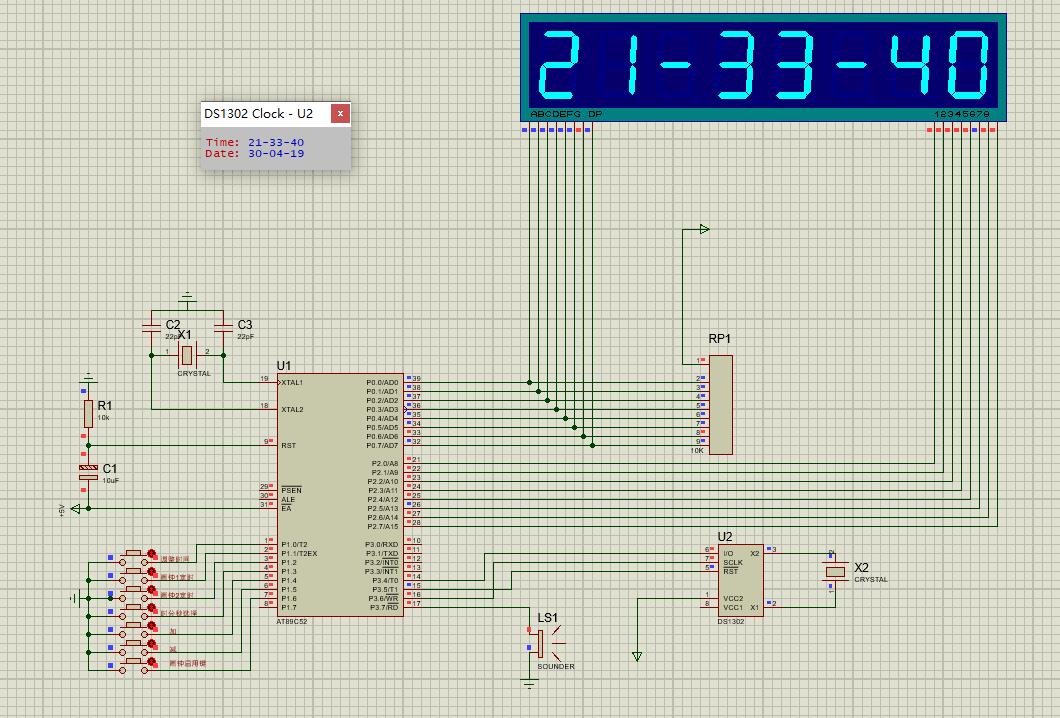 21-33-40
ABCDEFG DP
12345678
DS1302 Clock - U2
x
Time: 21-33-40
Date: 30-04-19
C2
22pF
X1
C3
22pF
1
2
CRYSTAL
R1
10k
C1
10uF
+5V
U1
19
XTAL1
18
XTAL2
9
RST
29
PSEN
30
ALE
31
EA
1
P1.0/T2
2
P1.1/T2EX
3
P1.2
4
P1.3
5
P1.4
6
P1.5
7
P1.6
8
P1.7
P0.0/AD0
39
P0.1/AD1
38
P0.2/AD2
37
P0.3/AD3
36
P0.4/AD4
35
P0.5/AD5
34
P0.6/AD6
33
P0.7/AD7
32
P2.0/A8
21
P2.1/A9
22
P2.2/A10
23
P2.3/A11
24
P2.4/A12
25
P2.5/A13
26
P2.6/A14
27
P2.7/A15
28
P3.0/RXD
10
P3.1/TXD
11
P3.2/INT0
12
P3.3/INT1
13
P3.4/T0
14
P3.5/T1
15
P3.6/WR
16
P3.7/RD
17
AT89C52
调整时间
闹钟1定时
闹钟2定时
时分秒选择
加
减
闹钟启用键
RP1
1
2
3
4
5
6
7
8
9
10K
U2
6
I/O
7
SCLK
5
RST
1
VCC2
8
VCC1
X2
3
X1
2
DS1302
X2
CRYSTAL
2
1
LS1
SOUNDER